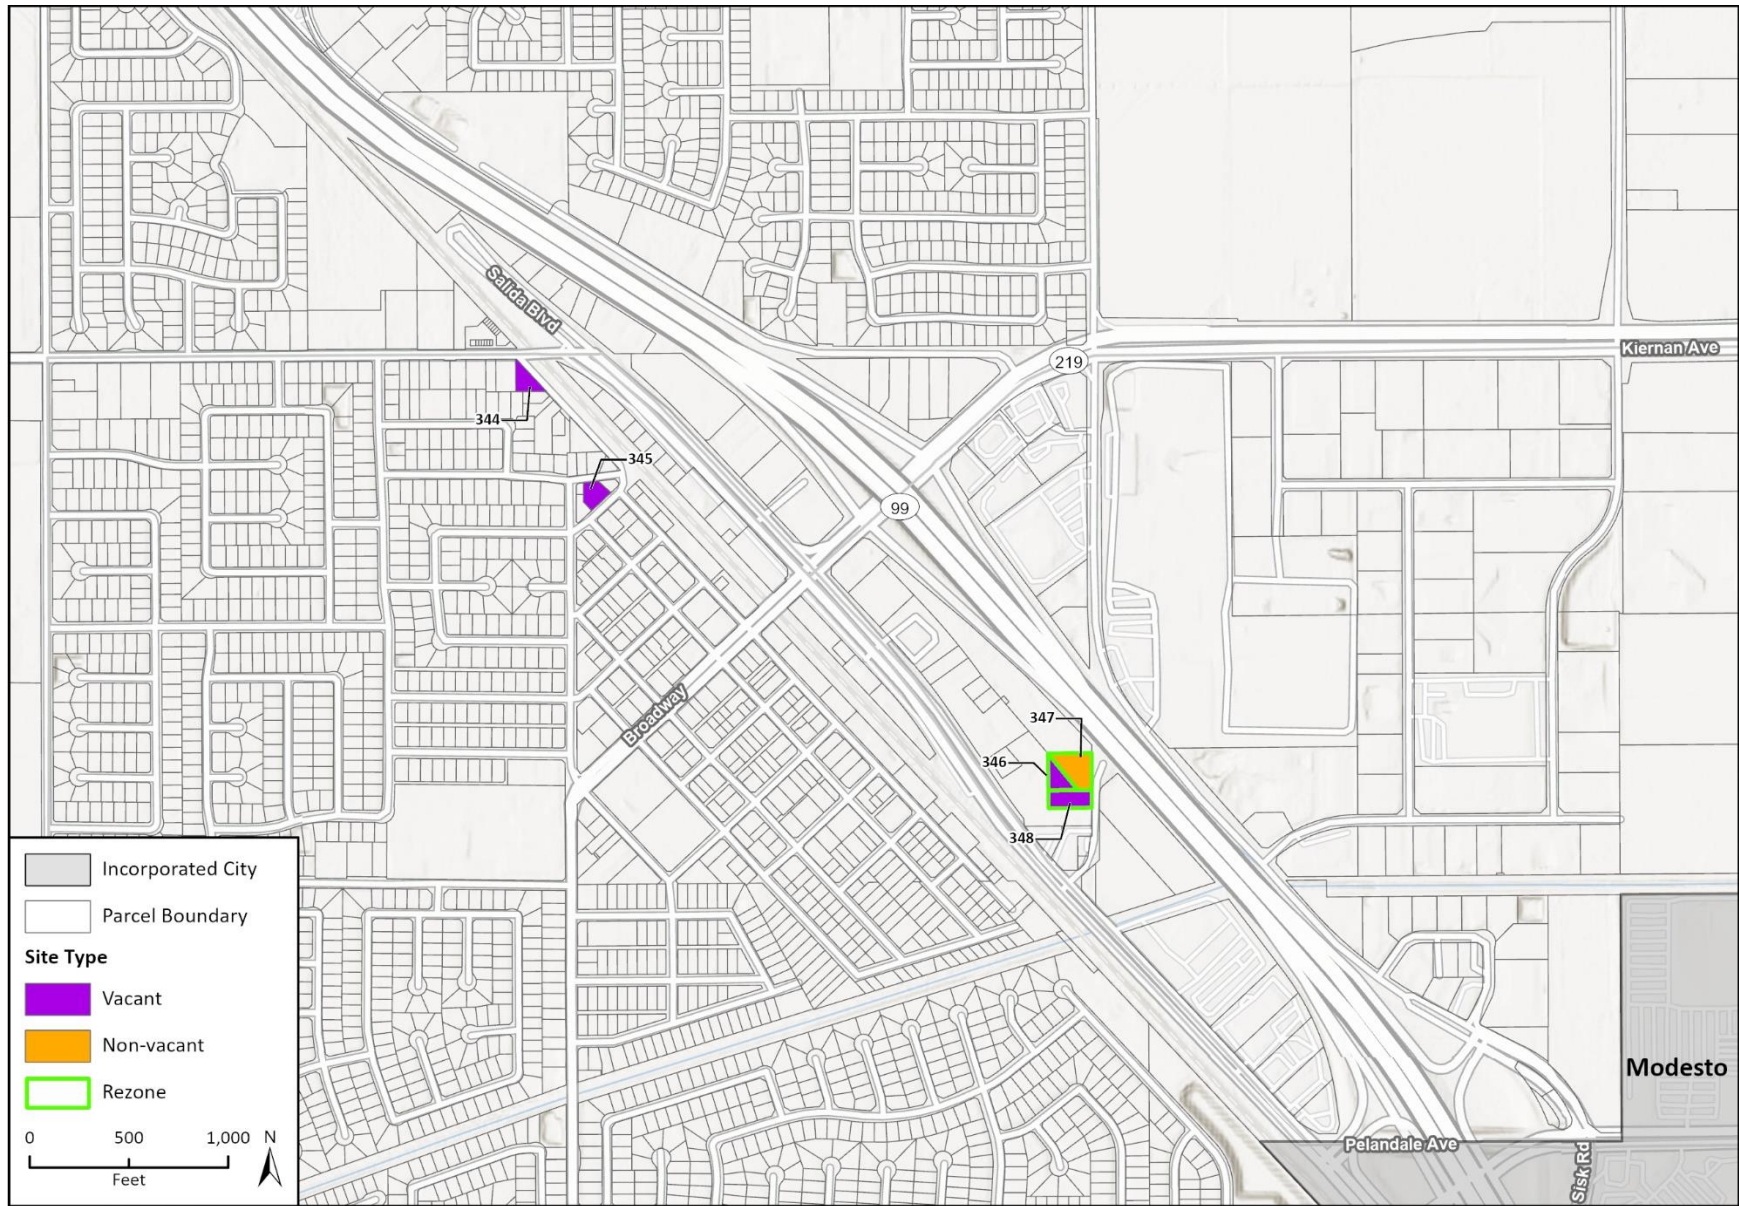 Salida Blvd
Kiernan Ave
219
344
345
99
Broadway
347
346
348
Incorporated City
Parcel Boundary
Site Type
Vacant
Non-vacant
Rezone
0 500 1,000 N
Feet
Modesto
Pelandale Ave
Sisk Rd